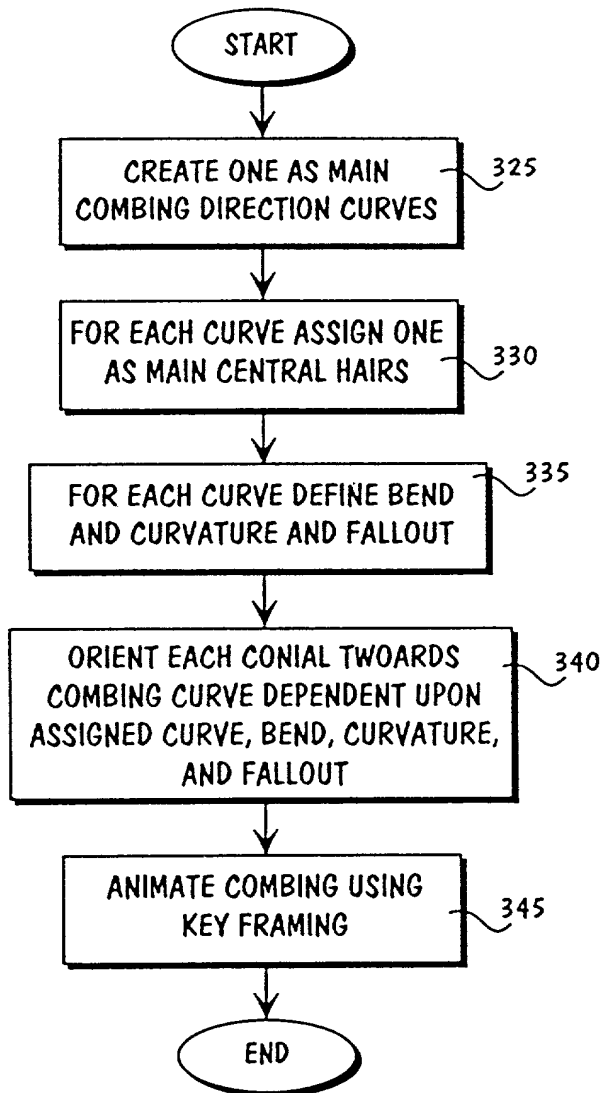 START
CREATE ONE AS MAIN
COMBING DIRECTION CURVES
325
FOR EACH CURVE ASSIGN ONE
AS MAIN CENTRAL HAIRS
330
FOR EACH CURVE DEFINE BEND
AND CURVATURE AND FALLOUT
335
ORIENT EACH CONIAL TWOARDS
COMBING CURVE DEPENDENT UPON
ASSIGNED CURVE, BEND, CURVATURE,
AND FALLOUT
340
ANIMATE COMBING USING
KEY FRAMING
345
END